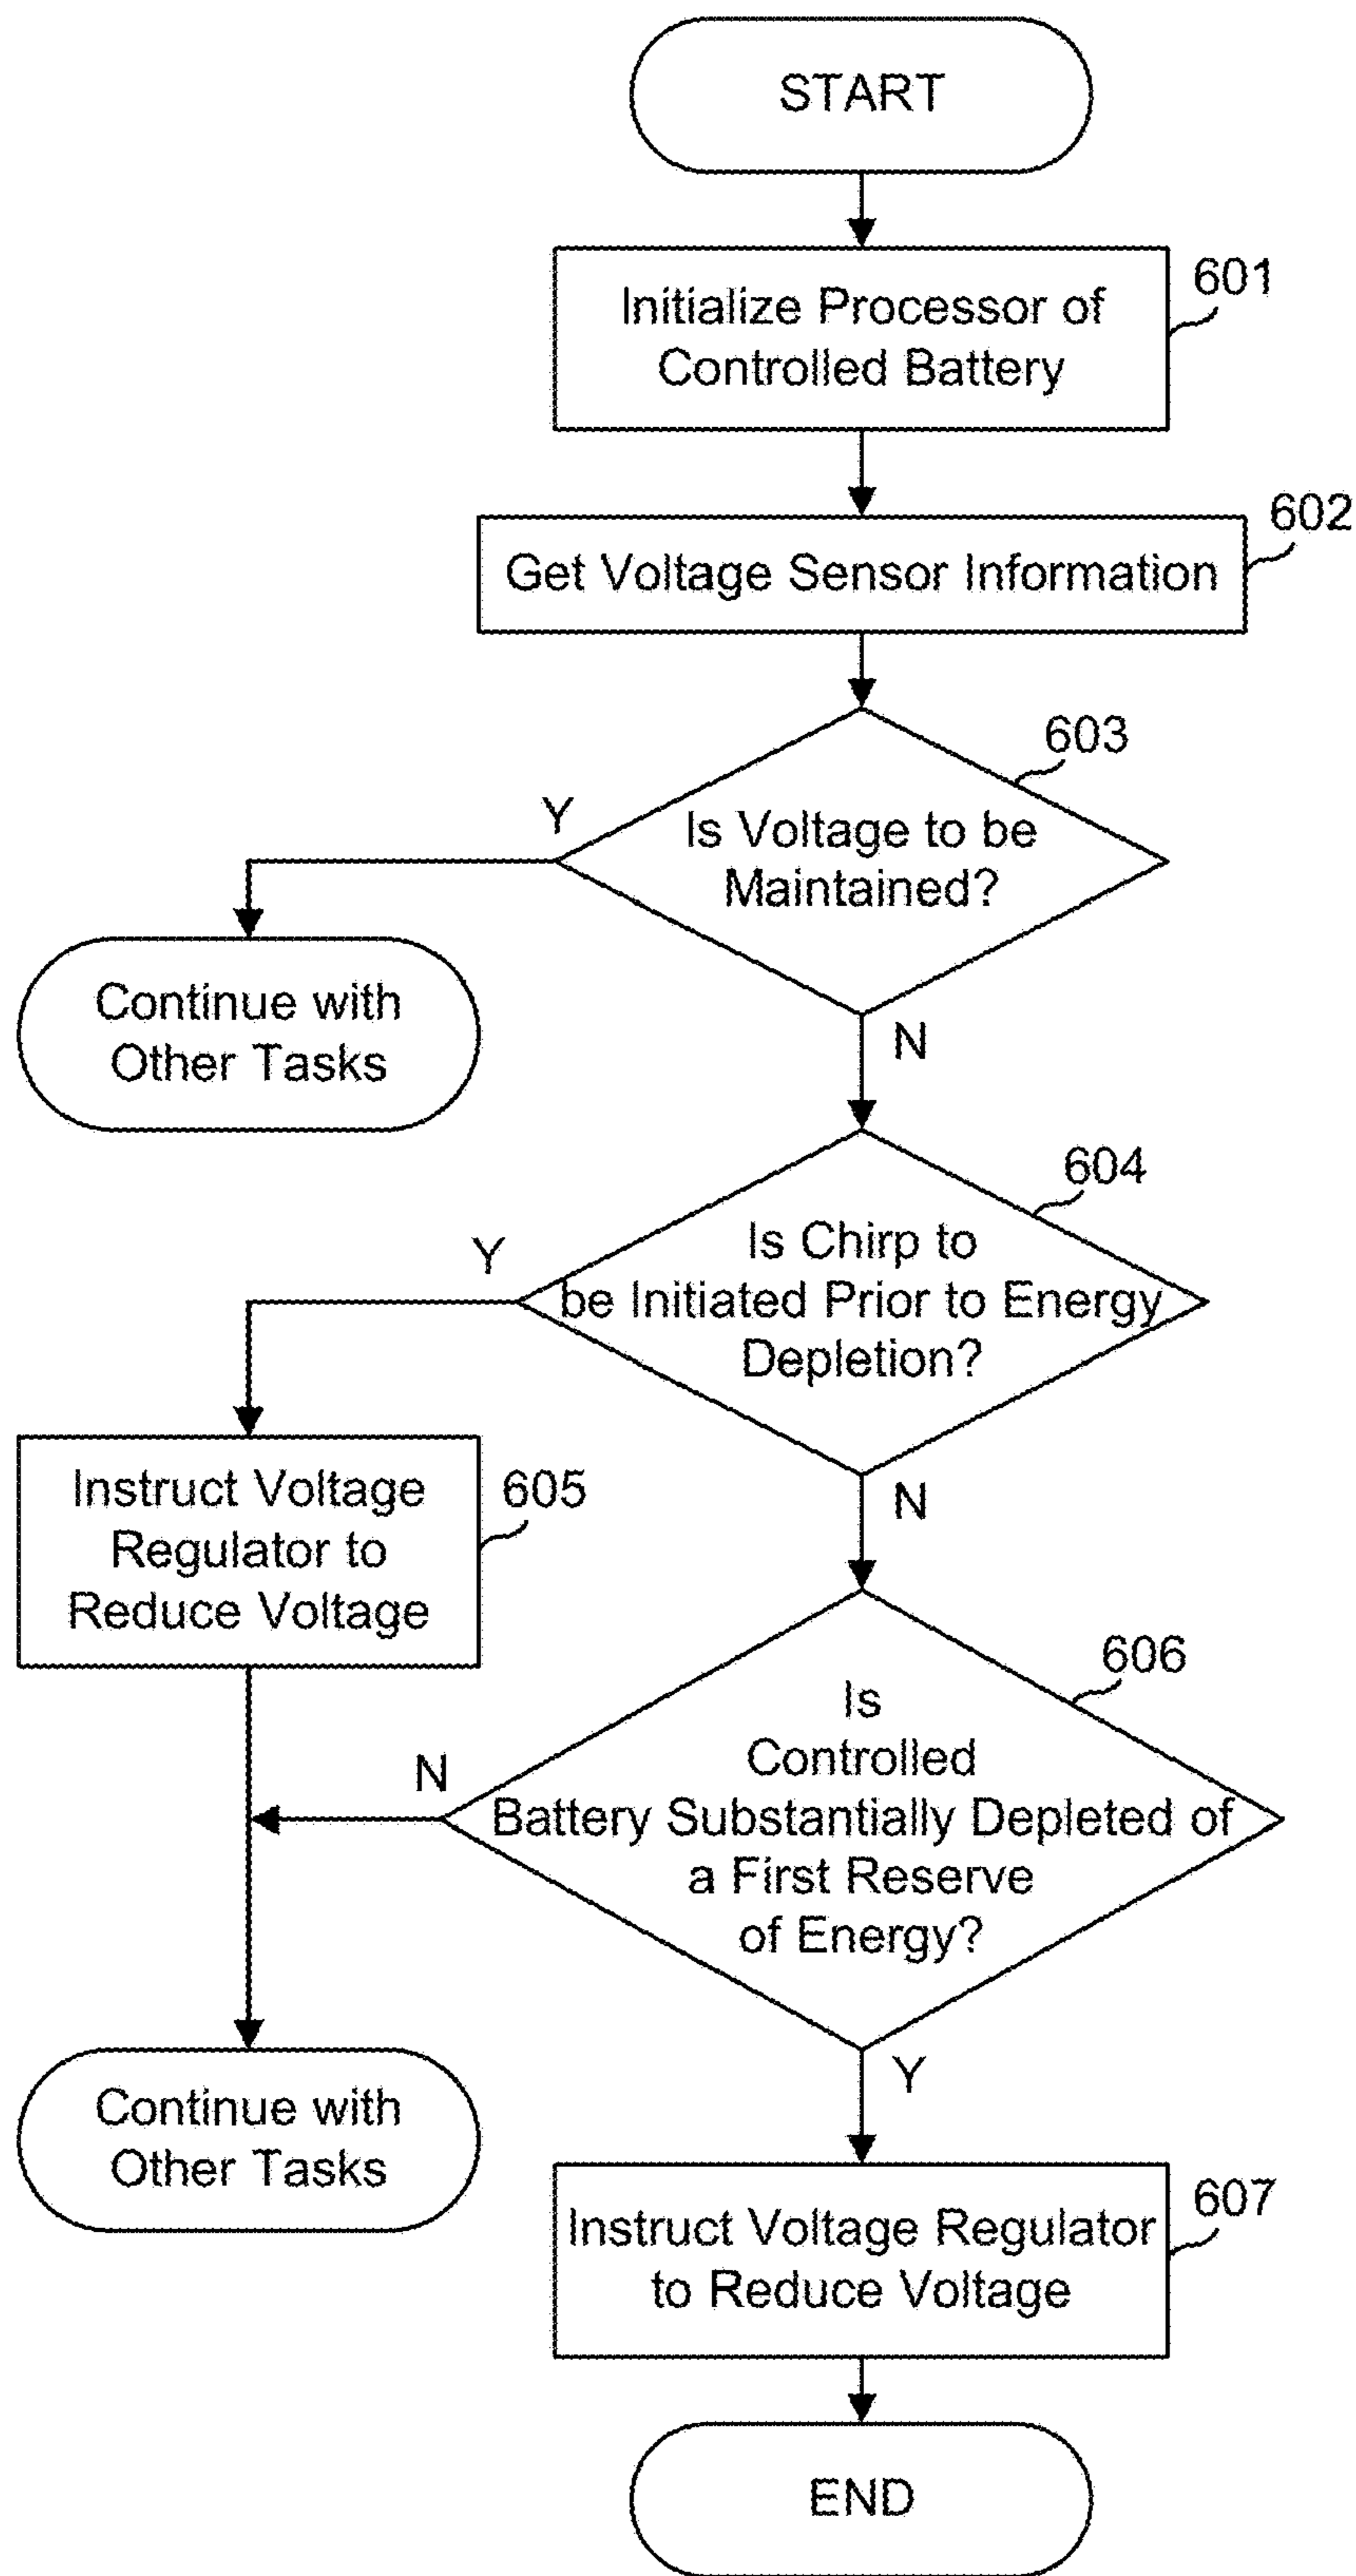 START
Initialize Processor of
Controlled Battery
601
Get Voltage Sensor Information
602
603
Is Voltage to be
Maintained?
Y
N
Continue with
Other Tasks
604
Is Chirp to
be Initiated Prior to Energy
Depletion?
Y
N
Instruct Voltage
Regulator to
Reduce Voltage
605
606
Is
Controlled
Battery Substantially Depleted of
a First Reserve
of Energy?
N
Y
Continue with
Other Tasks
Instruct Voltage Regulator
to Reduce Voltage
607
END